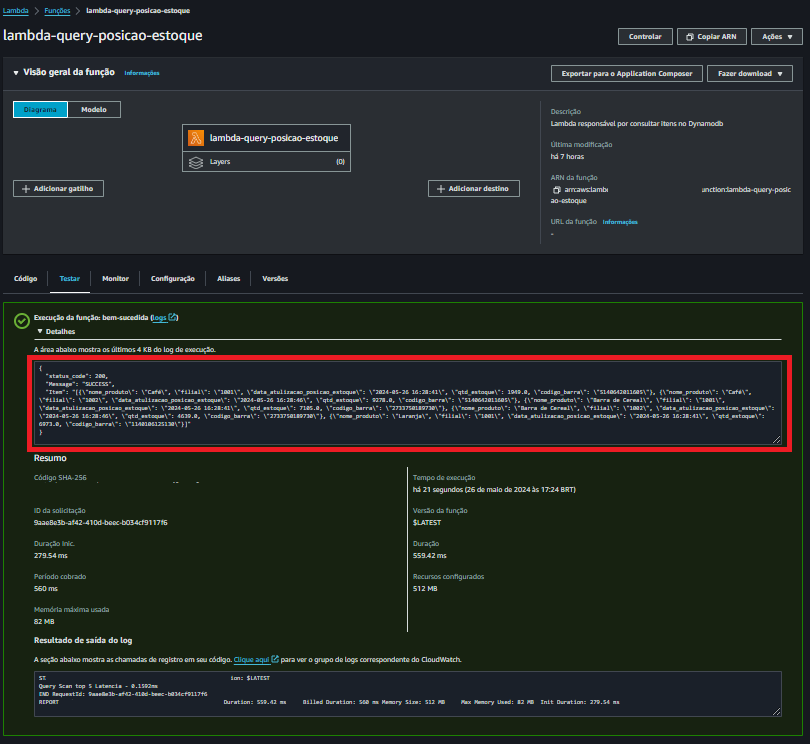 Lambda > Funções > lambda-query-posicao-estoque
lambda-query-posicao-estoque
Controlar
Copiar ARN
Ações ▼
▼ Visão geral da função Informações
Exportar para o Application Composer
Fazer download ▼
Diagrama
Modelo
lambda-query-posicao-estoque
Layers (0)
+ Adicionar gatilho
+ Adicionar destino
Descrição
Lambda responsável por consultar itens no Dynamodb
Última modificação
há 7 horas
ARN da função
arn:aws:lamb unction:lambda-query-posic
ao-estoque
URL da função Informações
-
Código
Testar
Monitor
Configuração
Aliases
Versões
Execução da função: bem-sucedida (logs)
▼ Detalhes
A área abaixo mostra os últimos 4 KB do log de execução.
{
"status_code": 200,
"Message": "SUCCESS",
"Item": "[{\"nome_produto\": \"Café\", \"filial\": \"1001\", \"data_atulizacao_posicao_estoque\": \"2024-05-26 16:28:41\", \"qtd_estoque\": 1949.0, \"codigo_barra\": \"5140642011605\"}, {\"nome_produto\": \"Café\",
\"filial\": \"1002\", \"data_atulizacao_posicao_estoque\": \"2024-05-26 16:28:46\", \"qtd_estoque\": 9278.0, \"codigo_barra\": \"5140642011605\"}, {\"nome_produto\": \"Barra de Cereal\", \"filial\": \"1001\",
\"data_atulizacao_posicao_estoque\": \"2024-05-26 16:28:41\", \"qtd_estoque\": 7105.0, \"codigo_barra\": \"2733750189730\"}, {\"nome_produto\": \"Barra de Cereal\", \"filial\": \"1002\", \"data_atulizacao_posicao_estoque\":
\"2024-05-26 16:28:46\", \"qtd_estoque\": 4639.0, \"codigo_barra\": \"2733750189730\"}, {\"nome_produto\": \"Laranja\", \"filial\": \"1001\", \"data_atulizacao_posicao_estoque\": \"2024-05-26 16:28:41\", \"qtd_estoque\":
6973.0, \"codigo_barra\": \"1140106125130\"}]"
}
Resumo
Código SHA-256
Tempo de execução
há 21 segundos (26 de maio de 2024 às 17:24 BRT)
ID da solicitação
9aae8e3b-af42-410d-beec-b034cf9117f6
Versão da função
$LATEST
Duração Inic.
279.54 ms
Duração
559.42 ms
Período cobrado
560 ms
Recursos configurados
512 MB
Memória máxima usada
82 MB
Resultado de saída do log
A seção abaixo mostra as chamadas de registro em seu código. Clique aqui para ver o grupo de logs correspondente do CloudWatch.
ST ion: $LATEST
Query Scan top 5 Latencia - 0.1592ms
END RequestId: 9aae8e3b-af42-410d-beec-b034cf9117f6
REPORT Duration: 559.42 ms Billed Duration: 560 ms Memory Size: 512 MB Max Memory Used: 82 MB Init Duration: 279.54 ms